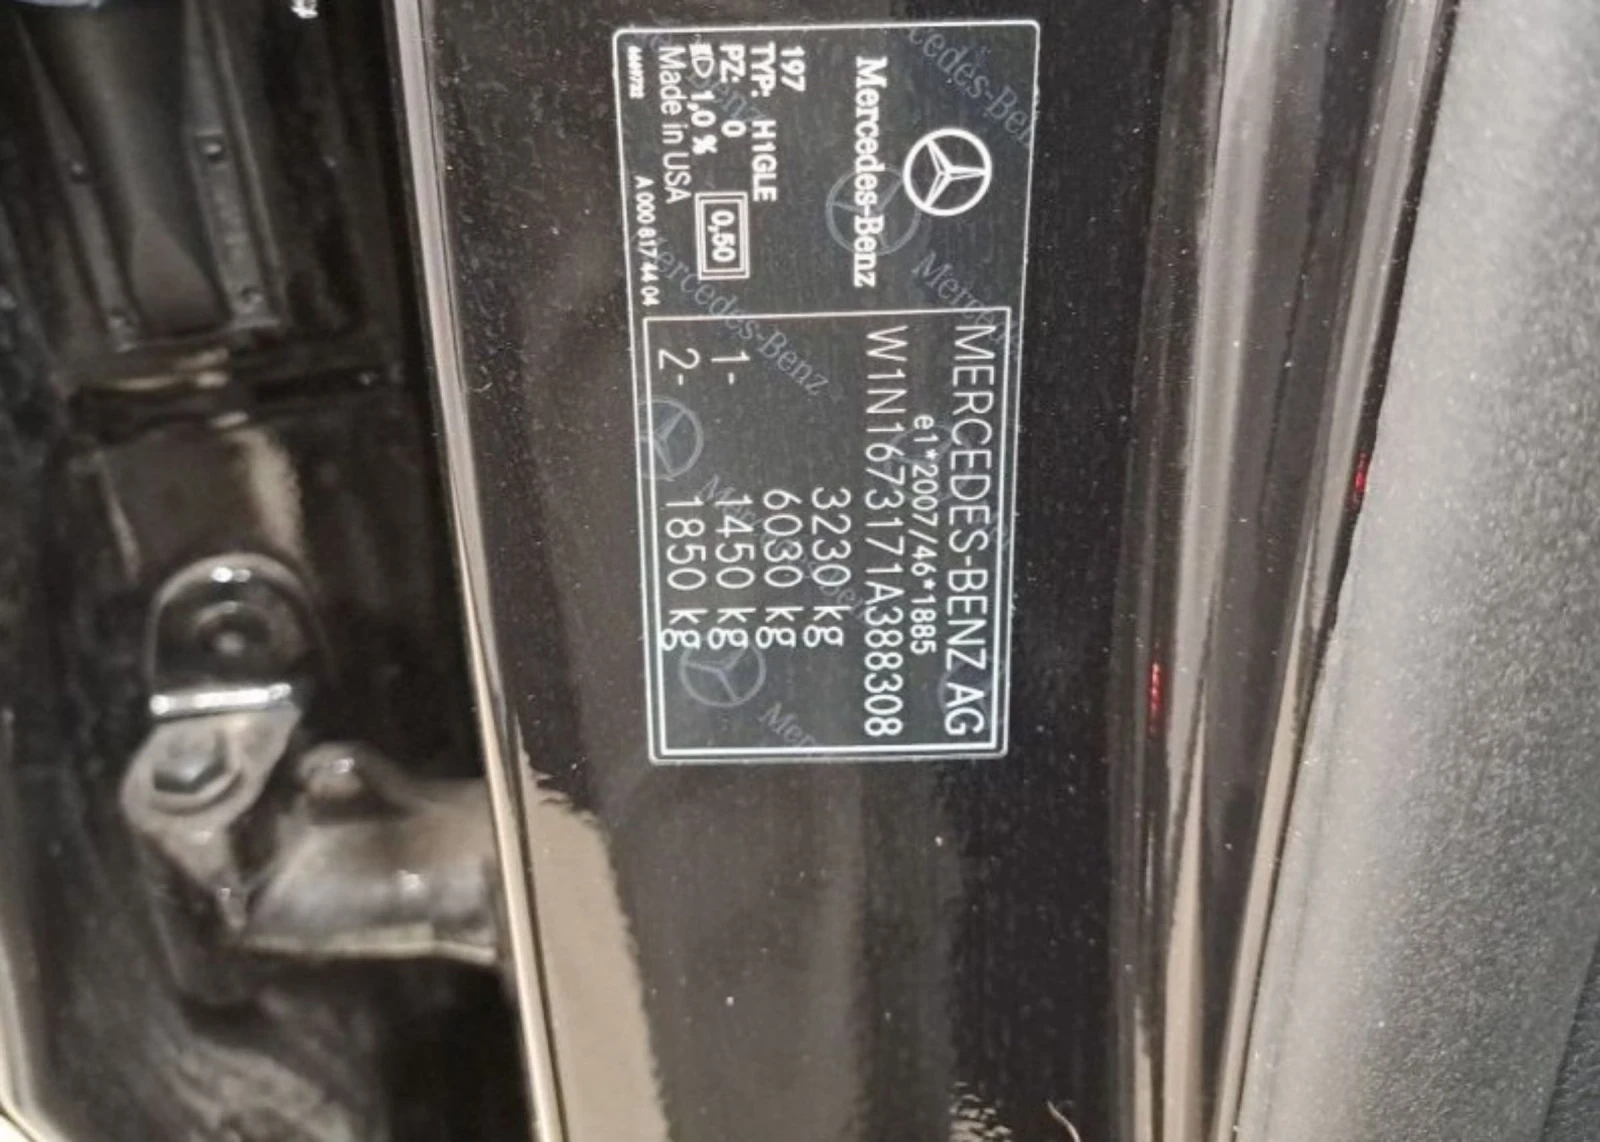 Mercedes-Benz
197
TYP: H1GLE
PZ: 0
1,0 %
0,50
Made in USA
A 000 817 44 04
MERCEDES-BENZ AG
e1*2007/46*1885
W1N1673171A388308
3230 kg
6030 kg
1- 1450 kg
2- 1850 kg